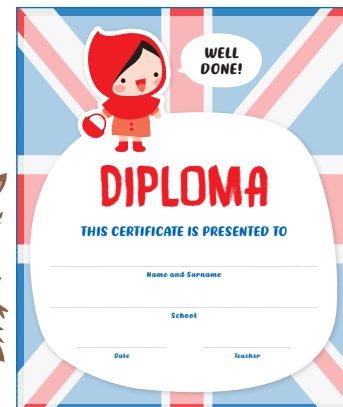 WELL
DONE!
DIPLOMA
THIS CERTIFICATE IS PRESENTED TO
Name and Surname
School
Date Teacher